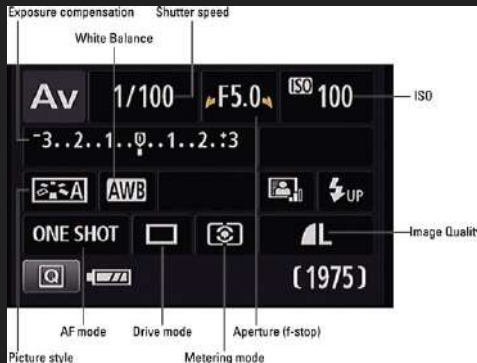 Exposure compensation Shutter speed
White Balance
Av 1/100 F5.0 ISO 100
ISO
-3..2..1..0..1..2.:+3
A AWB UP
ONE SHOT L
Image Quality
Q (1975)
AF mode Drive mode Aperture (f-stop)
Picture style Metering mode